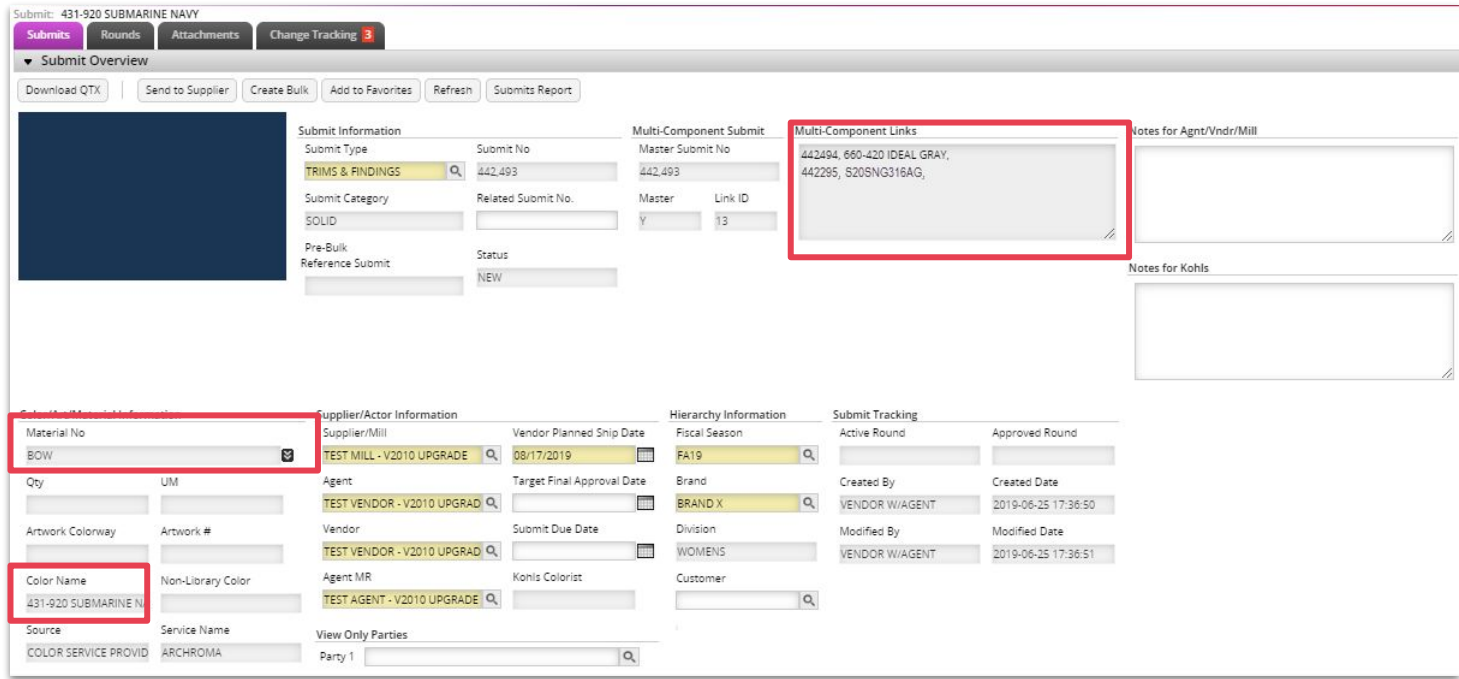 Submit: 431-920 SUBMARINE NAVY
Submits Rounds Attachments Change Tracking 3
Submit Overview
Download QTX Send to Supplier Create Bulk Add to Favorites Refresh Submits Report
Submit Information Multi-Component Submit Multi-Component Links Notes for Agnt/Vndr/Mill
Submit Type Submit No Master Submit No
TRIMS & FINDINGS 442,493 442,493
442494, 660-420 IDEAL GRAY,
442295, S20SNG316AG,
Submit Category Related Submit No. Master Link ID
SOLID Y 13
Pre-Bulk
Reference Submit
Status
NEW
Notes for Kohls
Color/Art/Material Information Supplier/Actor Information Hierarchy Information Submit Tracking
Material No Supplier/Mill Vendor Planned Ship Date Fiscal Season Active Round Approved Round
BOW TEST MILL - V2010 UPGRADE 08/17/2019 FA19
Qty UM Agent Target Final Approval Date Brand Created By Created Date
TEST VENDOR - V2010 UPGRAD BRAND X VENDOR W/AGENT 2019-06-25 17:36:50
Artwork Colorway Artwork # Vendor Submit Due Date Division Modified By Modified Date
TEST VENDOR - V2010 UPGRAD WOMENS VENDOR W/AGENT 2019-06-25 17:36:51
Color Name Non-Library Color Agent MR Kohls Colorist Customer
431-920 SUBMARINE NA TEST AGENT - V2010 UPGRADE
Source Service Name View Only Parties
COLOR SERVICE PROVID ARCHROMA Party 1